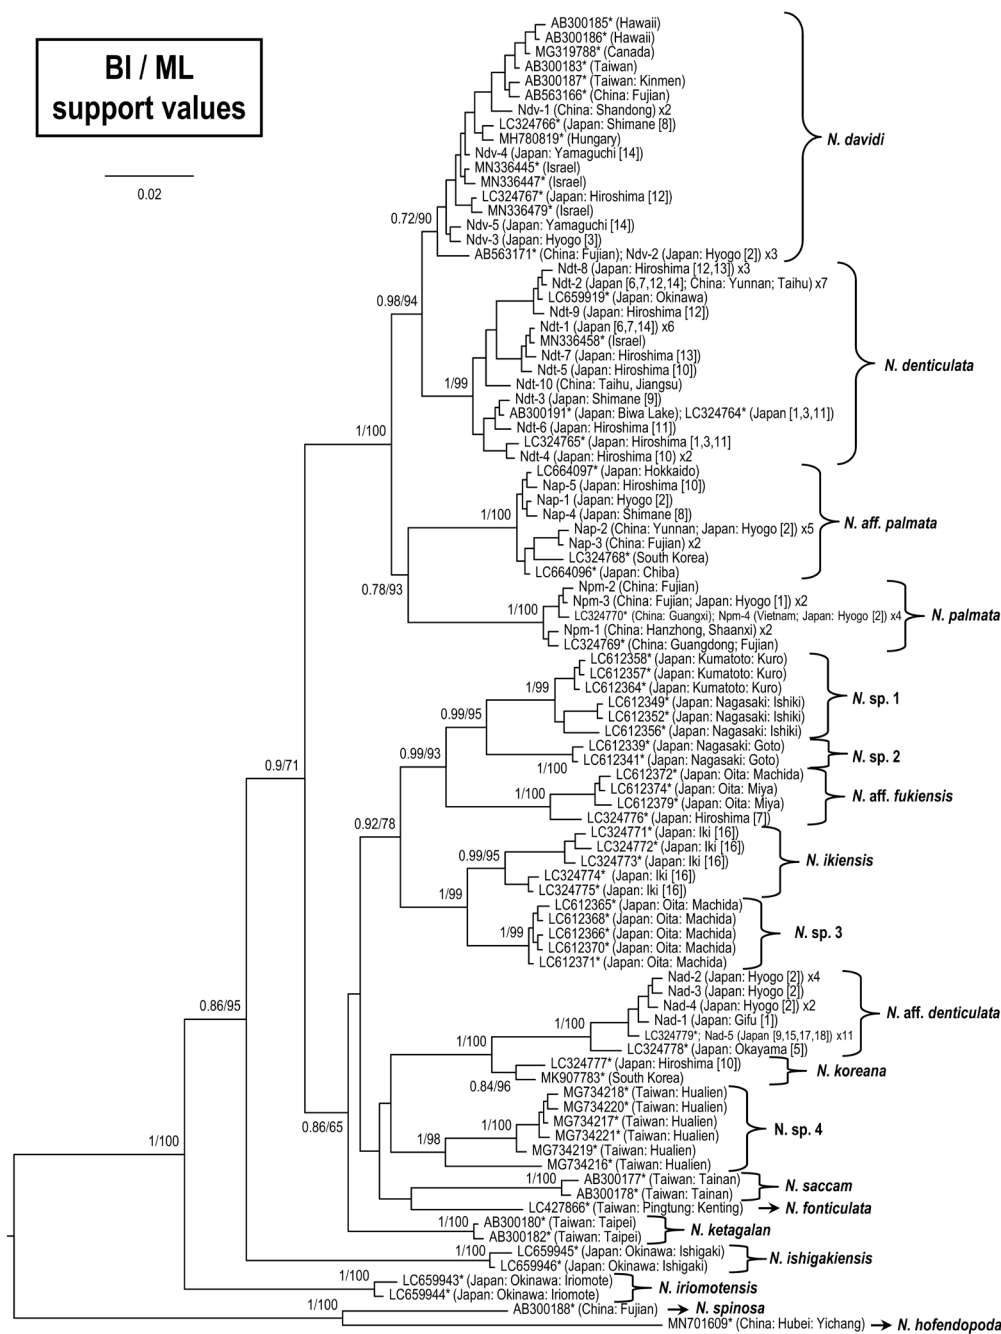 BI / ML
support values
0.02
AB300185* (Hawaii)
AB300186* (Hawaii)
MG319788* (Canada)
AB300183* (Taiwan)
AB300187* (Taiwan: Kinmen)
AB563166* (China: Fujian)
Ndv-1 (China: Shandong) x2
LC324766* (Japan: Shimane [8])
MH780819* (Hungary)
N. davidi
Ndv-4 (Japan: Yamaguchi [14])
MN336445* (Israel)
MN336447* (Israel)
LC324767* (Japan: Hiroshima [12])
MN336479* (Israel)
0.72/90
Ndv-5 (Japan: Yamaguchi [14])
Ndv-3 (Japan: Hyogo [3])
AB563171* (China: Fujian); Ndv-2 (Japan: Hyogo [2]) x3
Ndt-8 (Japan: Hiroshima [12,13]) x3
Ndt-2 (Japan [6,7,12,14]; China: Yunnan; Taihu) x7
0.98/94
LC659919* (Japan: Okinawa)
Ndt-9 (Japan: Hiroshima [12])
Ndt-1 (Japan [6,7,14]) x6
MN336458* (Israel)
Ndt-7 (Japan: Hiroshima [13])
N. denticulata
Ndt-5 (Japan: Hiroshima [10])
1/99
Ndt-10 (China: Taihu, Jiangsu)
Ndt-3 (Japan: Shimane [9])
AB300191* (Japan: Biwa Lake); LC324764* (Japan [1,3,11])
Ndt-6 (Japan: Hiroshima [11])
1/100
LC324765* (Japan: Hiroshima [1,3,11]
Ndt-4 (Japan: Hiroshima [10) x2
LC664097* (Japan: Hokkaido)
Nap-5 (Japan: Hiroshima [10])
Nap-1 (Japan: Hyogo [2])
1/100
Nap-4 (Japan: Shimane [8])
N. aff. palmata
Nap-2 (China: Yunnan; Japan: Hyogo [2]) x5
Nap-3 (China: Fujian) x2
LC324768* (South Korea)
LC664096* (Japan: Chiba)
0.78/93
Npm-2 (China: Fujian)
Npm-3 (China: Fujian; Japan: Hyogo [1]) x2
1/100
LC324770* (China: Guangxi); Npm-4 (Vietnam; Japan: Hyogo [2]) x4
N. palmata
Npm-1 (China: Hanzhong, Shaanxi) x2
LC324769* (China: Guangdong; Fujian)
LC612358* (Japan: Kumatoto: Kuro)
LC612357* (Japan: Kumatoto: Kuro)
1/99
LC612364* (Japan: Kumatoto: Kuro)
N. sp. 1
LC612349* (Japan: Nagasaki: Ishiki)
0.99/95
LC612352* (Japan: Nagasaki: Ishiki)
LC612356* (Japan: Nagasaki: Ishiki)
LC612339* (Japan: Nagasaki: Goto)
0.99/93
N. sp. 2
LC612341* (Japan: Nagasaki: Goto)
0.9/71
1/100
LC612372* (Japan: Oita: Machida)
LC612374* (Japan: Oita: Miya)
1/100
N. aff. fukiensis
LC612379* (Japan: Oita: Miya)
LC324776* (Japan: Hiroshima [7])
0.92/78
LC324771* (Japan: Iki [16])
LC324772* (Japan: Iki [16])
0.99/95
LC324773* (Japan: Iki [16])
N. ikiensis
LC324774* (Japan: Iki [16])
LC324775* (Japan: Iki [16])
1/99
LC612365* (Japan: Oita: Machida)
LC612368* (Japan: Oita: Machida)
1/99
LC612366* (Japan: Oita: Machida)
N. sp. 3
LC612370* (Japan: Oita: Machida)
LC612371* (Japan: Oita: Machida)
Nad-2 (Japan: Hyogo [2]) x4
Nad-3 (Japan: Hyogo [2])
0.86/95
Nad-4 (Japan: Hyogo [2]) x2
N. aff. denticulata
1/100
Nad-1 (Japan: Gifu [1])
LC324779*; Nad-5 (Japan [9,15,17,18]) x11
1/100
LC324778* (Japan: Okayama [5])
LC324777* (Japan: Hiroshima [10])
N. koreana
MK907783* (South Korea)
0.84/96
MG734218* (Taiwan: Hualien)
MG734220* (Taiwan: Hualien)
MG734217* (Taiwan: Hualien)
1/100
0.86/65
N. sp. 4
MG734221* (Taiwan: Hualien)
1/98
MG734219* (Taiwan: Hualien)
1/100
MG734216* (Taiwan: Hualien)
1/100
AB300177* (Taiwan: Tainan)
N. saccam
AB300178* (Taiwan: Tainan)
LC427866* (Taiwan: Pingtung: Kenting)
N. fonticulata
1/100
AB300180* (Taiwan: Taipei)
N. ketagalan
AB300182* (Taiwan: Taipei)
1/100
LC659945* (Japan: Okinawa: Ishigaki)
N. ishigakiensis
LC659946* (Japan: Okinawa: Ishigaki)
1/100
LC659943* (Japan: Okinawa: Iriomote)
N. iriomotensis
LC659944* (Japan: Okinawa: Iriomote)
1/100
AB300188* (China: Fujian)
N. spinosa
MN701609* (China: Hubei: Yichang)
N. hofendopoda